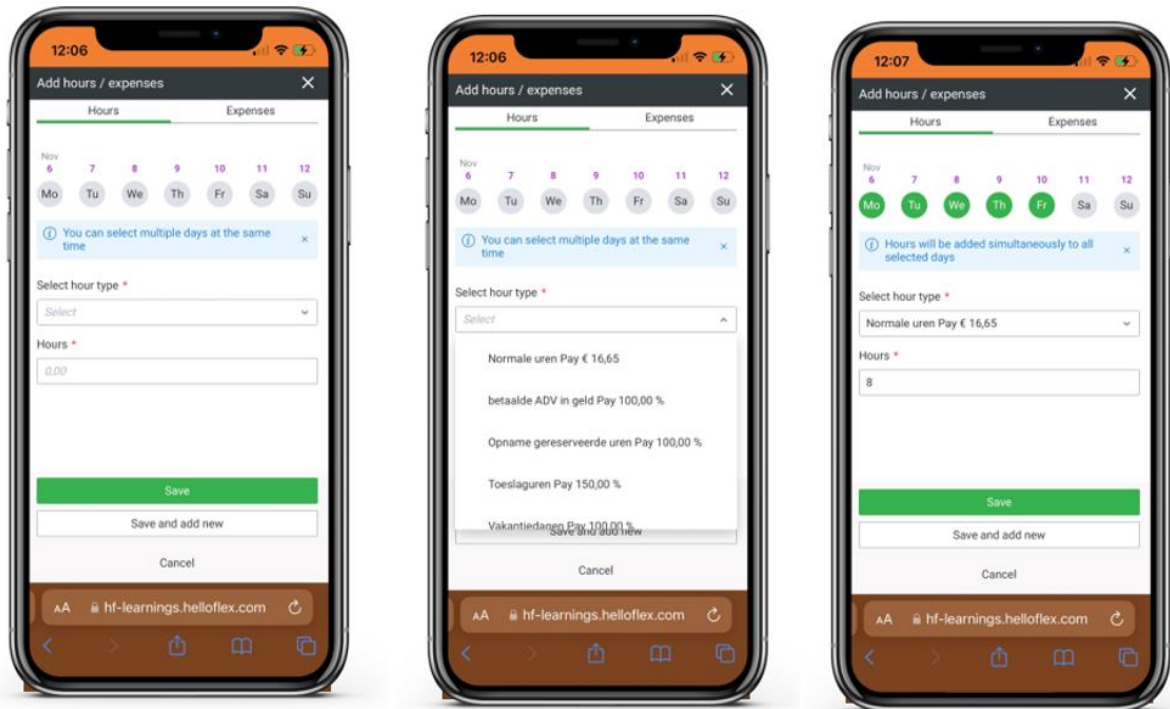 12:06
Add hours / expenses
Hours Expenses
Nov
6 7 8 9 10 11 12
Mo Tu We Th Fr Sa Su
You can select multiple days at the same
time
Select hour type *
Select
Hours *
0,00
Save
Save and add new
Cancel
AA hf-learnings.helloflex.com
12:06
Add hours / expenses
Hours Expenses
Nov
6 7 8 9 10 11 12
Mo Tu We Th Fr Sa Su
You can select multiple days at the same
time
Select hour type *
Select
Normale uren Pay € 16,65
betaalde ADV in geld Pay 100,00 %
Opname gereserveerde uren Pay 100,00 %
Toeslaguren Pay 150,00 %
Vakantiedagen Pay 100,00 %
Save and add new
Cancel
AA hf-learnings.helloflex.com
12:07
Add hours / expenses
Hours Expenses
Nov
6 7 8 9 10 11 12
Mo Tu We Th Fr Sa Su
Hours will be added simultaneously to all
selected days
Select hour type *
Normale uren Pay € 16,65
Hours *
8
Save
Save and add new
Cancel
AA hf-learnings.helloflex.com